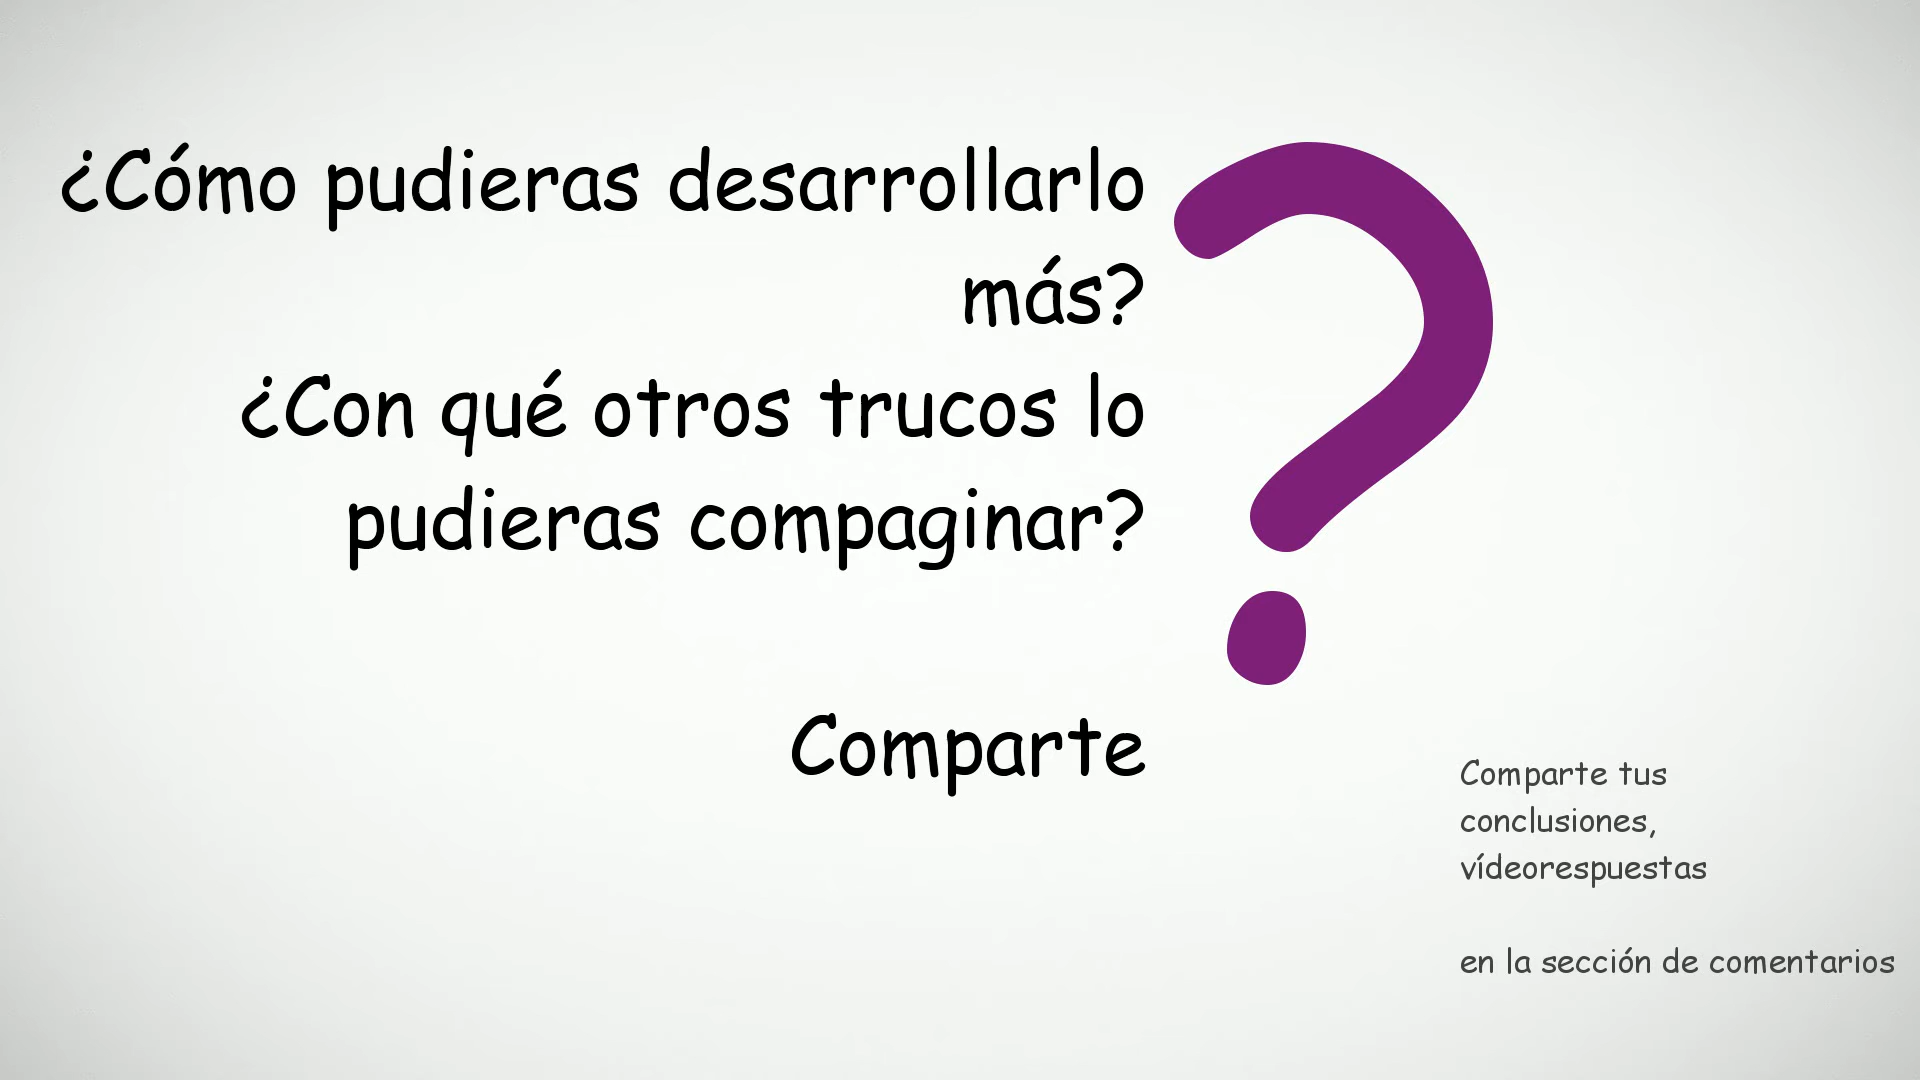 ¿Cómo pudieras desarrollarlo
más?
¿Con qué otros trucos lo
pudieras compaginar?
Comparte
?
Comparte tus
conclusiones,
vídeorespuestas
en la sección de comentarios